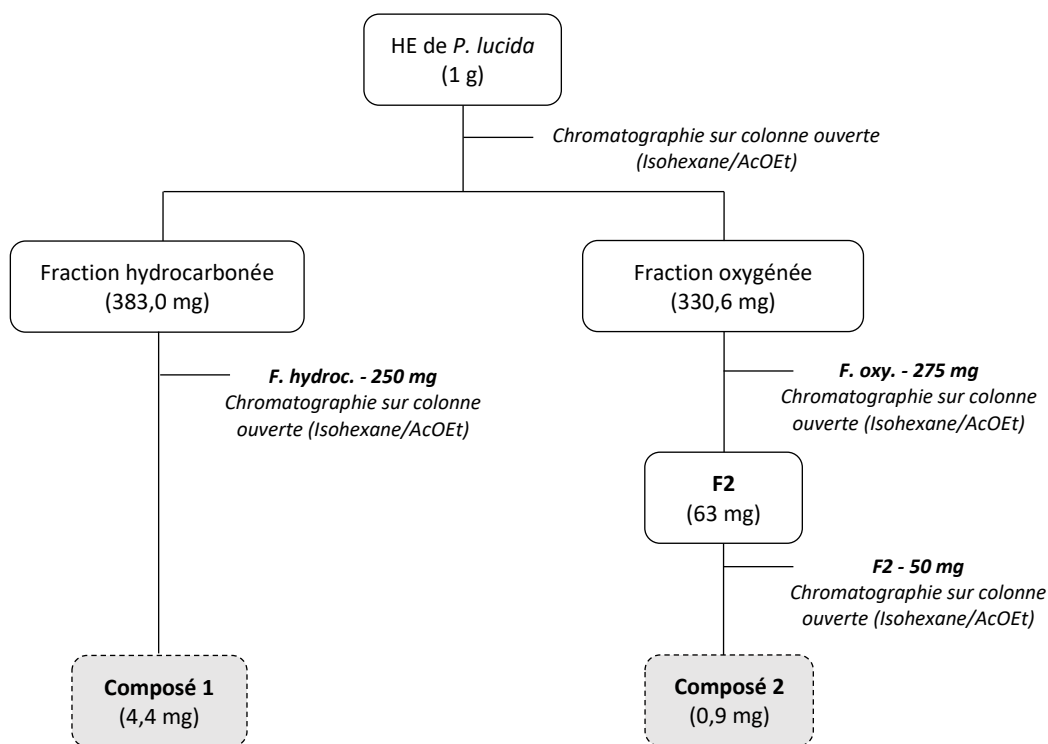 HE de P. lucida
(1 g)
Chromatographie sur colonne ouverte
(Isohexane/AcOEt)
Fraction hydrocarbonée
(383,0 mg)
Fraction oxygénée
(330,6 mg)
F. hydroc. - 250 mg
Chromatographie sur colonne
ouverte (Isohexane/AcOEt)
F. oxy. - 275 mg
Chromatographie sur colonne
ouverte (Isohexane/AcOEt)
F2
(63 mg)
F2 - 50 mg
Chromatographie sur colonne
ouverte (Isohexane/AcOEt)
Composé 1
(4,4 mg)
Composé 2
(0,9 mg)